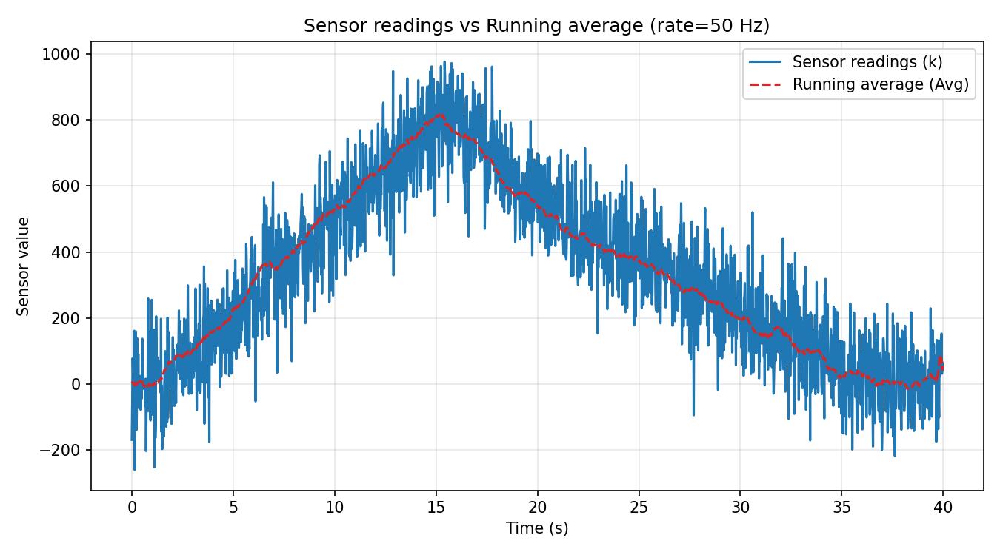 Sensor readings vs Running average (rate=50 Hz)
Sensor readings (k)
Running average (Avg)
Sensor value
1000
800
600
400
200
0
−200
0 5 10 15 20 25 30 35 40
Time (s)